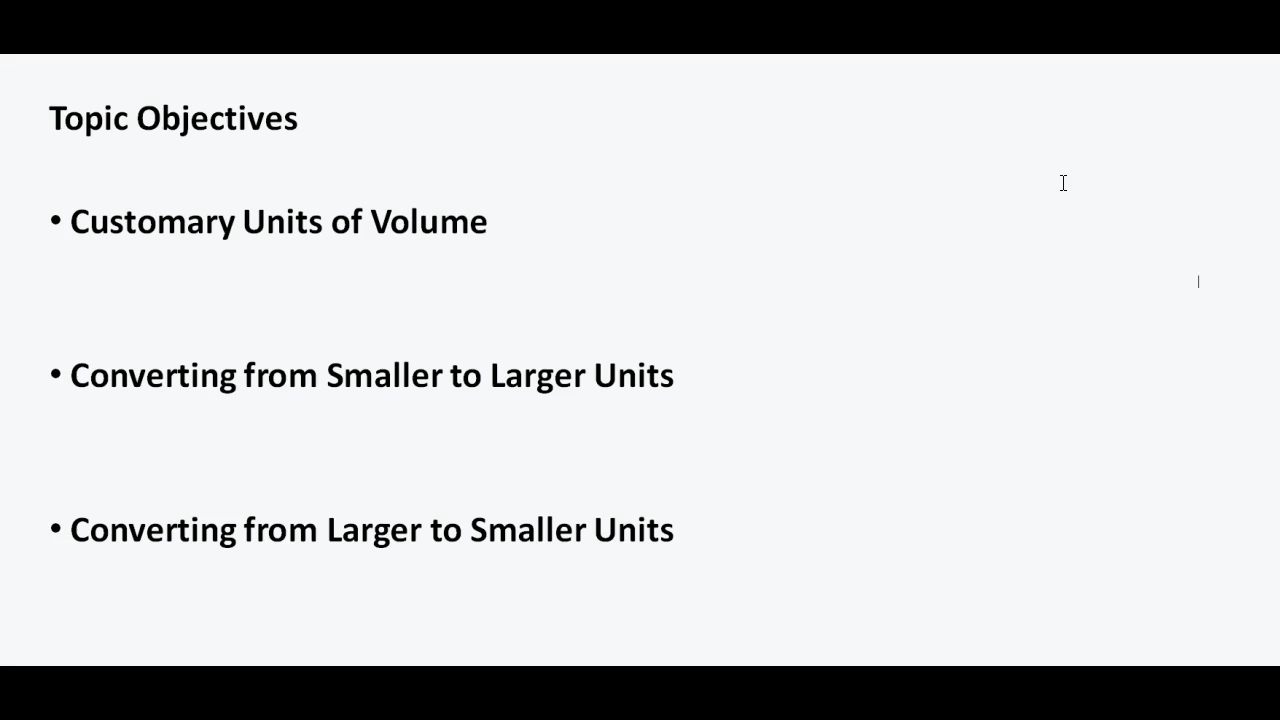 Topic Objectives
• Customary Units of Volume
• Converting from Smaller to Larger Units
• Converting from Larger to Smaller Units